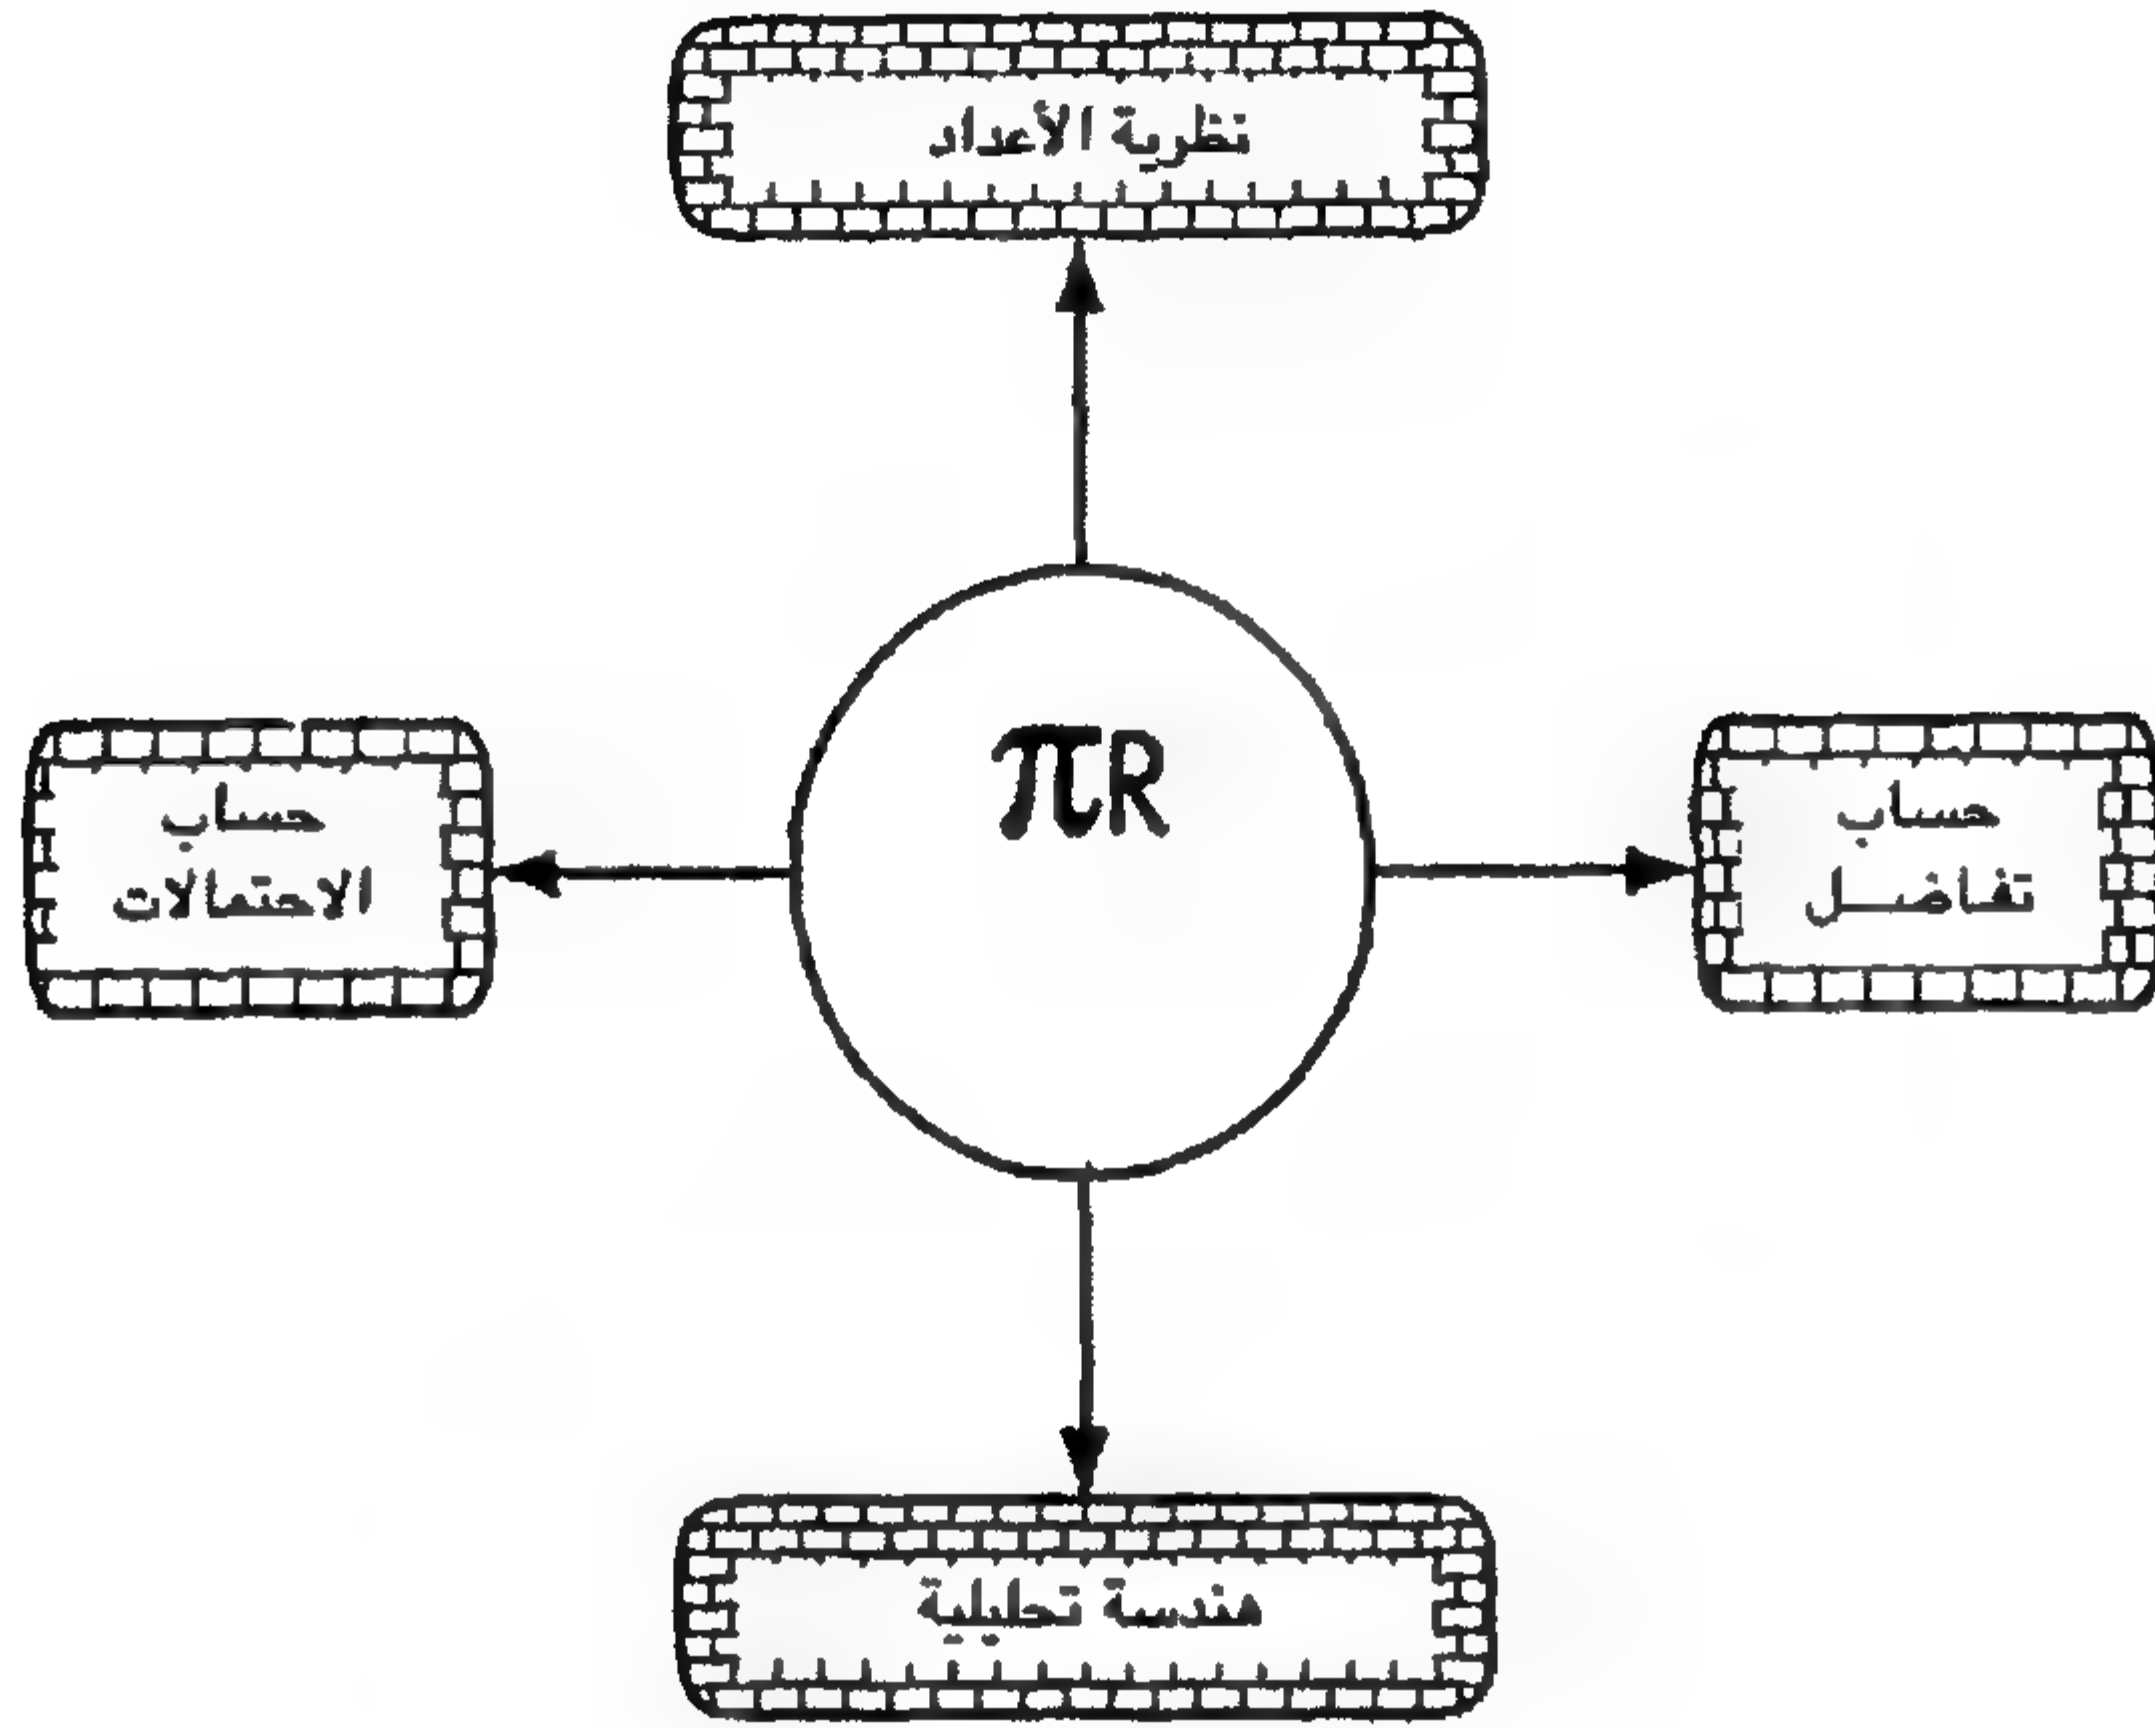 نظرية الأعداد
πR
حساب
تفاضل
حساب
الاحتمالات
هندسة تحليلية